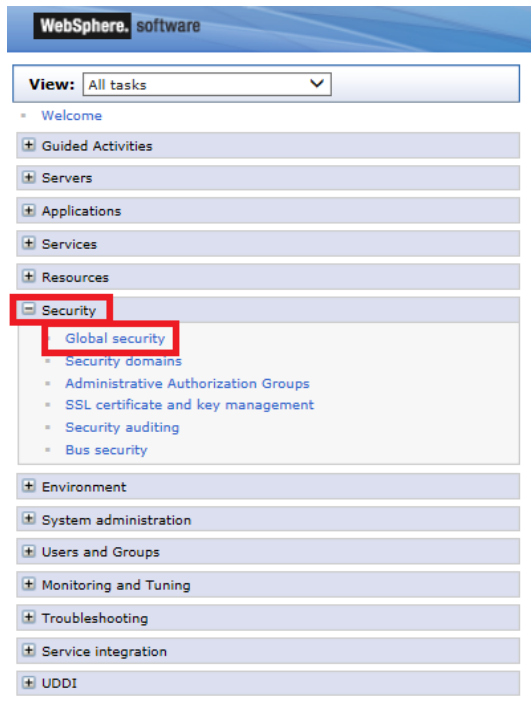 WebSphere. software
View: All tasks
Welcome
Guided Activities
Servers
Applications
Services
Resources
Security
Global security
Security domains
Administrative Authorization Groups
SSL certificate and key management
Security auditing
Bus security
Environment
System administration
Users and Groups
Monitoring and Tuning
Troubleshooting
Service integration
UDDI